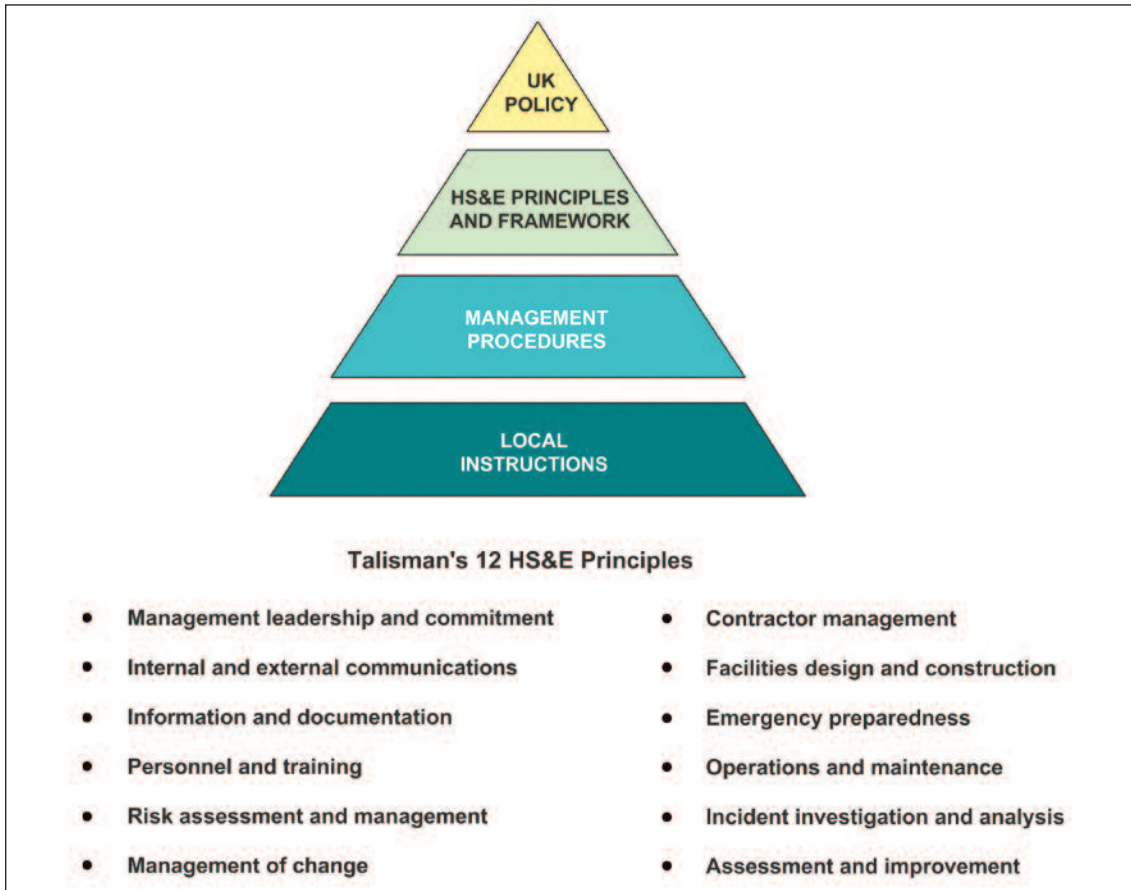 UK
POLICY
HS&E PRINCIPLES
AND FRAMEWORK
MANAGEMENT
PROCEDURES
LOCAL
INSTRUCTIONS
Talisman's 12 HS&E Principles
• Management leadership and commitment
• Internal and external communications
• Information and documentation
• Personnel and training
• Risk assessment and management
• Management of change
• Contractor management
• Facilities design and construction
• Emergency preparedness
• Operations and maintenance
• Incident investigation and analysis
• Assessment and improvement